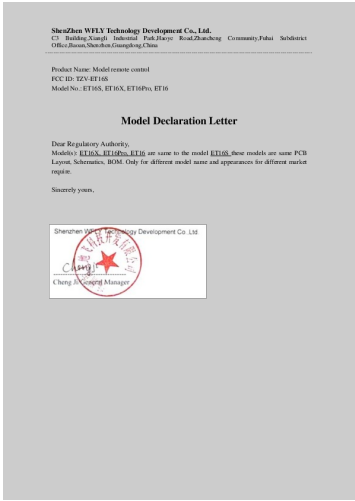 ShenZhen WFLY Technology Development Co., Ltd.
C3 Building,Xiangli Industrial Park,Haoye Road,Zhancheng Community,Fuhai Subdistrict
Office,Baoan,Shenzhen,Guangdong,China
Product Name: Model remote control
FCC ID: TZV-ET16S
Model No.: ET16S, ET16X, ET16Pro, ET16
Model Declaration Letter
Dear Regulatory Authority,
Model(s): ET16X, ET16Pro, ET16 are same to the model ET16S these models are same PCB
Layout, Schematics, BOM. Only for different model name and appearances for different market
require.
Sincerely yours,
Shenzhen WFLY Technology Development Co. Ltd
Cheng Ji/General Manager